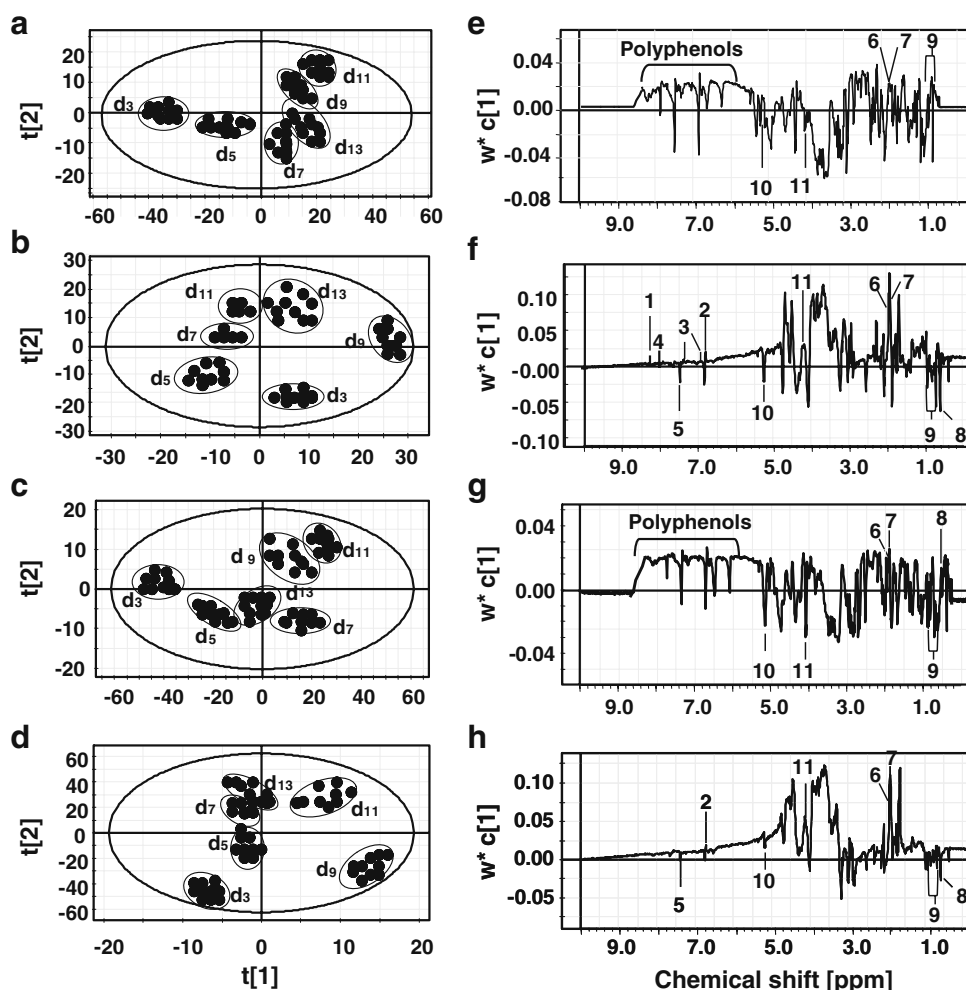 a
t[2]
20
10
0
-10
-20
-60
-40
-20
0
20
40
60
d3
d5
d7
d9
d11
d13
b
t[2]
30
20
10
0
-10
-20
-30
-30
-20
-10
0
10
20
30
d11
d13
d7
d9
d5
d3
c
t[2]
20
10
0
-10
-20
-60
-40
-20
0
20
40
60
d3
d5
d9
d11
d13
d7
d
t[2]
60
40
20
0
-20
-40
-60
-20
-10
0
10
20
d13
d7
d11
d5
d9
d3
t[1]
e
w* c[1]
0.04
0.00
-0.04
-0.08
Polyphenols
6
7
9
10
11
9.0
7.0
5.0
3.0
1.0
f
w* c[1]
0.10
0.05
0.00
-0.05
-0.10
1
4
3
2
11
6
7
5
10
9
8
9.0
7.0
5.0
3.0
1.0
g
w* c[1]
0.04
0.00
-0.04
Polyphenols
6
7
8
10
11
9
9.0
7.0
5.0
3.0
1.0
h
w* c[1]
0.10
0.05
0.00
-0.05
2
11
6
7
5
10
9
8
9.0
7.0
5.0
3.0
1.0
Chemical shift [ppm]